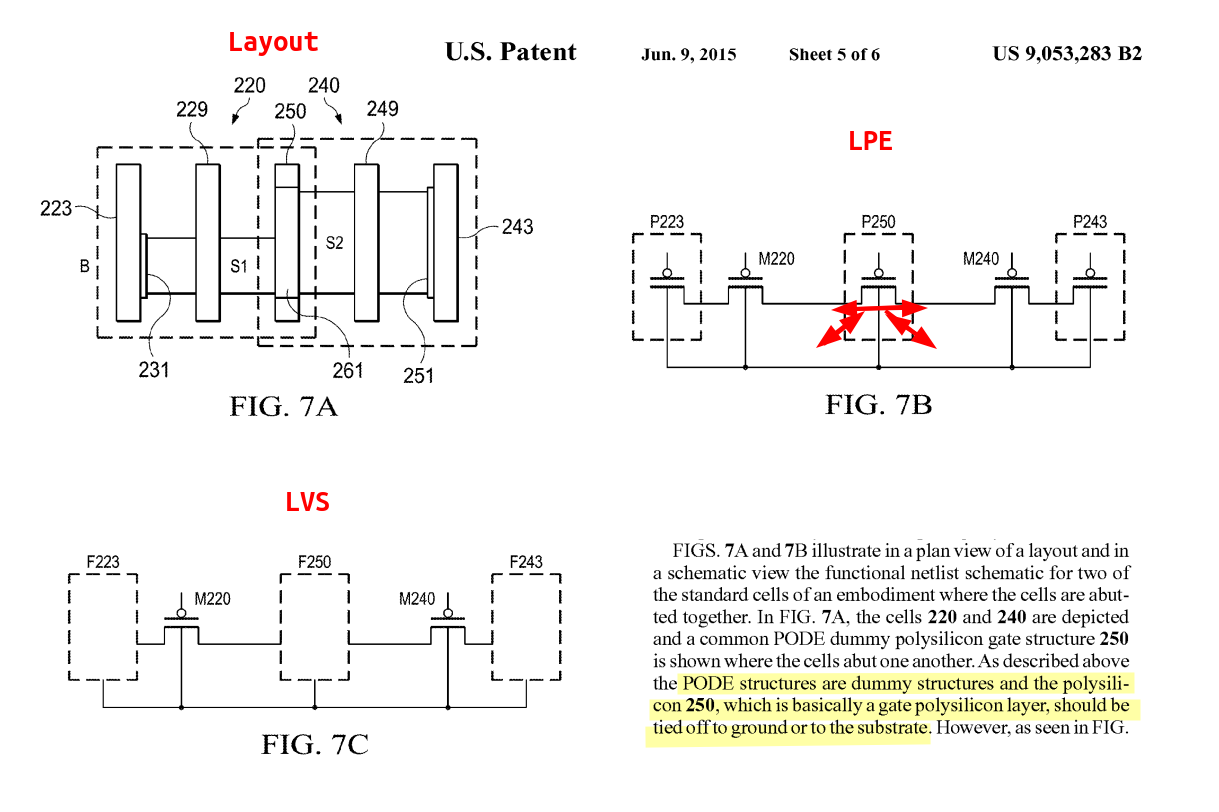 Layout
U.S. Patent Jun. 9, 2015 Sheet 5 of 6 US 9,053,283 B2
220 240
229 250 249
223
243
B
S1
S2
231 261 251
FIG. 7A
LPE
P223 P250 P243
M220 M240
FIG. 7B
LVS
F223 F250 F243
M220 M240
FIG. 7C
FIGS. 7A and 7B illustrate in a plan view of a layout and in
a schematic view the functional netlist schematic for two of
the standard cells of an embodiment where the cells are abut-
ted together. In FIG. 7A, the cells 220 and 240 are depicted
and a common PODE dummy polysilicon gate structure 250
is shown where the cells abut one another. As described above
the PODE structures are dummy structures and the polysili-
con 250, which is basically a gate polysilicon layer, should be
tied off to ground or to the substrate. However, as seen in FIG.